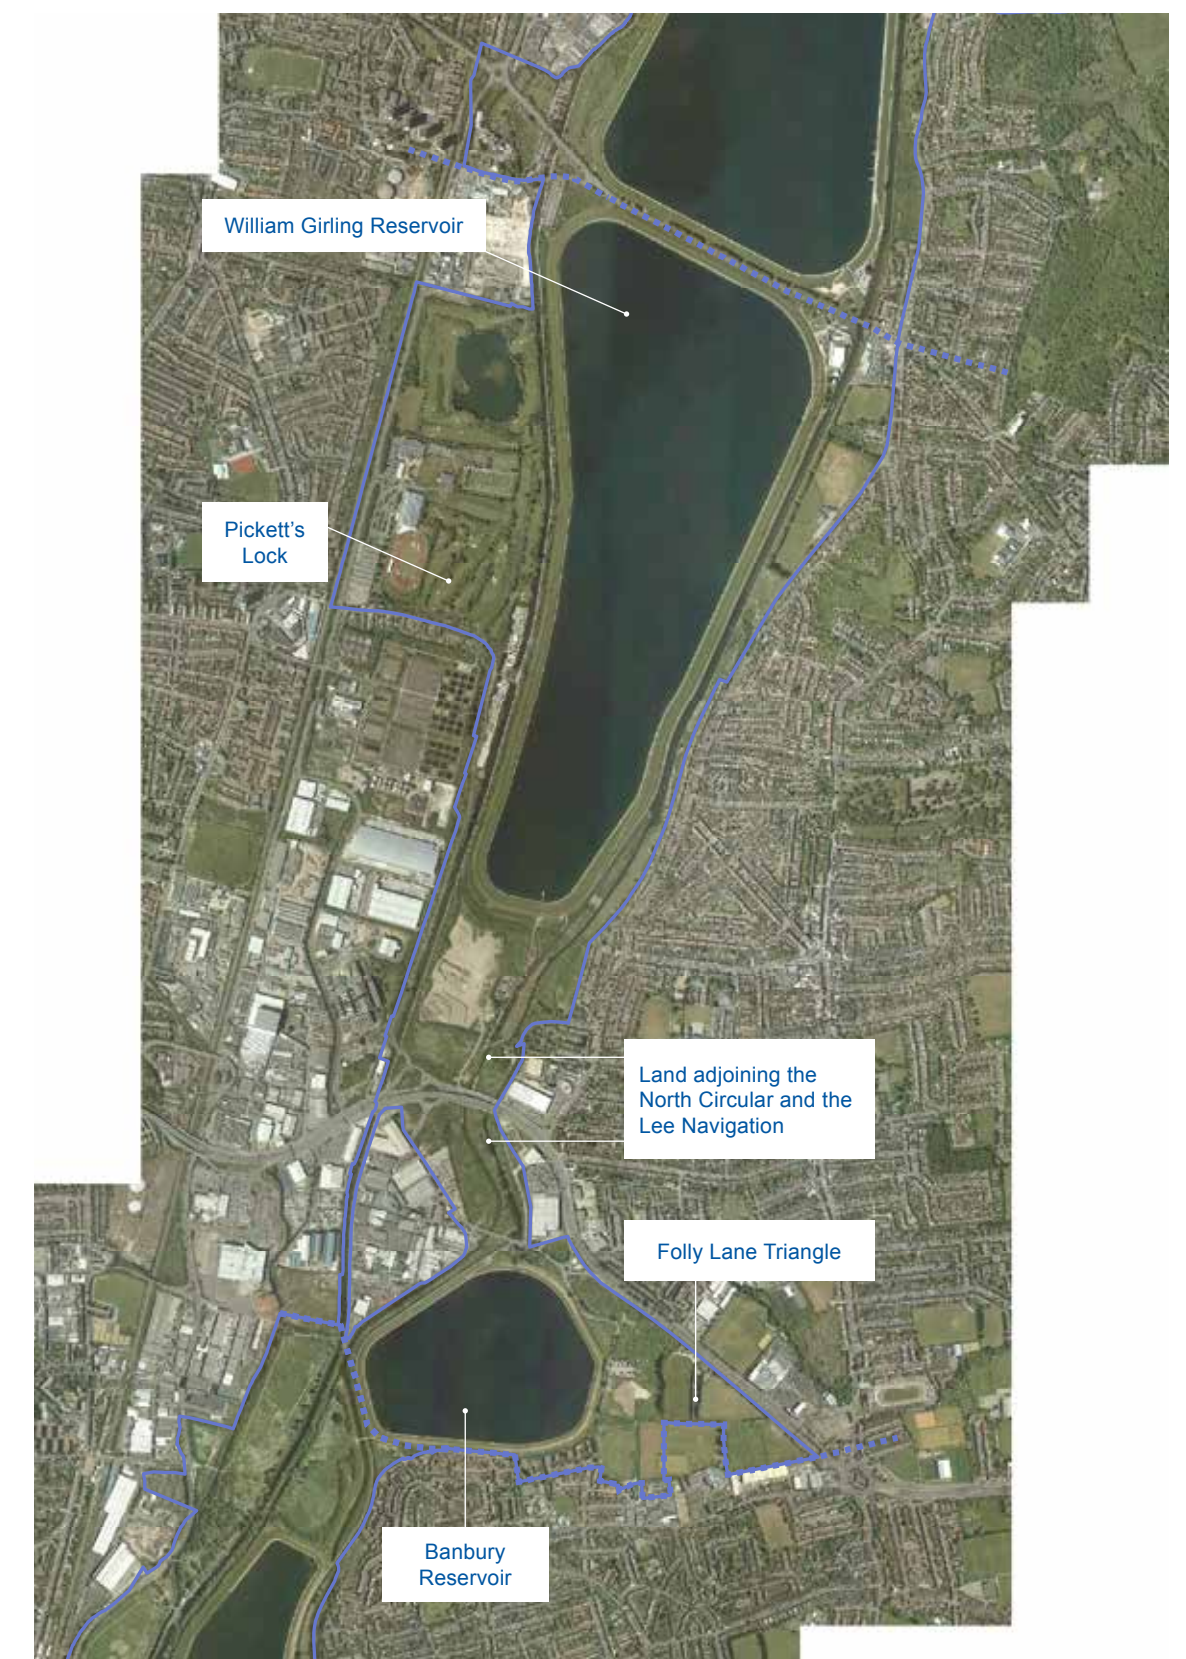 William Girling Reservoir
Pickett’s
Lock
Land adjoining the
North Circular and the
Lee Navigation
Folly Lane Triangle
Banbury
Reservoir